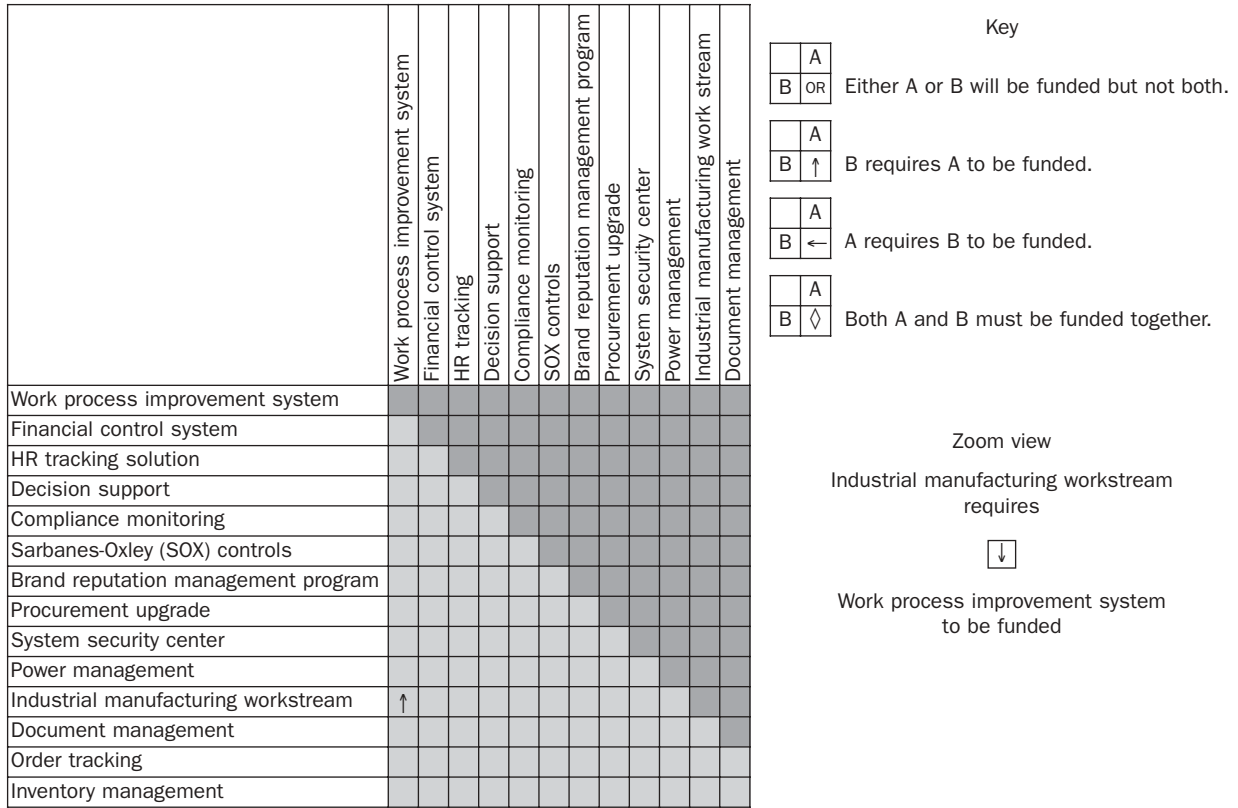 Work process improvement system
Financial control system
HR tracking
Decision support
Compliance monitoring
SOX controls
Brand reputation management program
Procurement upgrade
System security center
Power management
Industrial manufacturing work stream
Document management
Work process improvement system
Financial control system
HR tracking solution
Decision support
Compliance monitoring
Sarbanes-Oxley (SOX) controls
Brand reputation management program
Procurement upgrade
System security center
Power management
Industrial manufacturing workstream ↑
Document management
Order tracking
Inventory management
Key
A
B OR Either A or B will be funded but not both.
A
B ↑ B requires A to be funded.
A
B ← A requires B to be funded.
A
B ◊ Both A and B must be funded together.
Zoom view
Industrial manufacturing workstream
requires
↓
Work process improvement system
to be funded